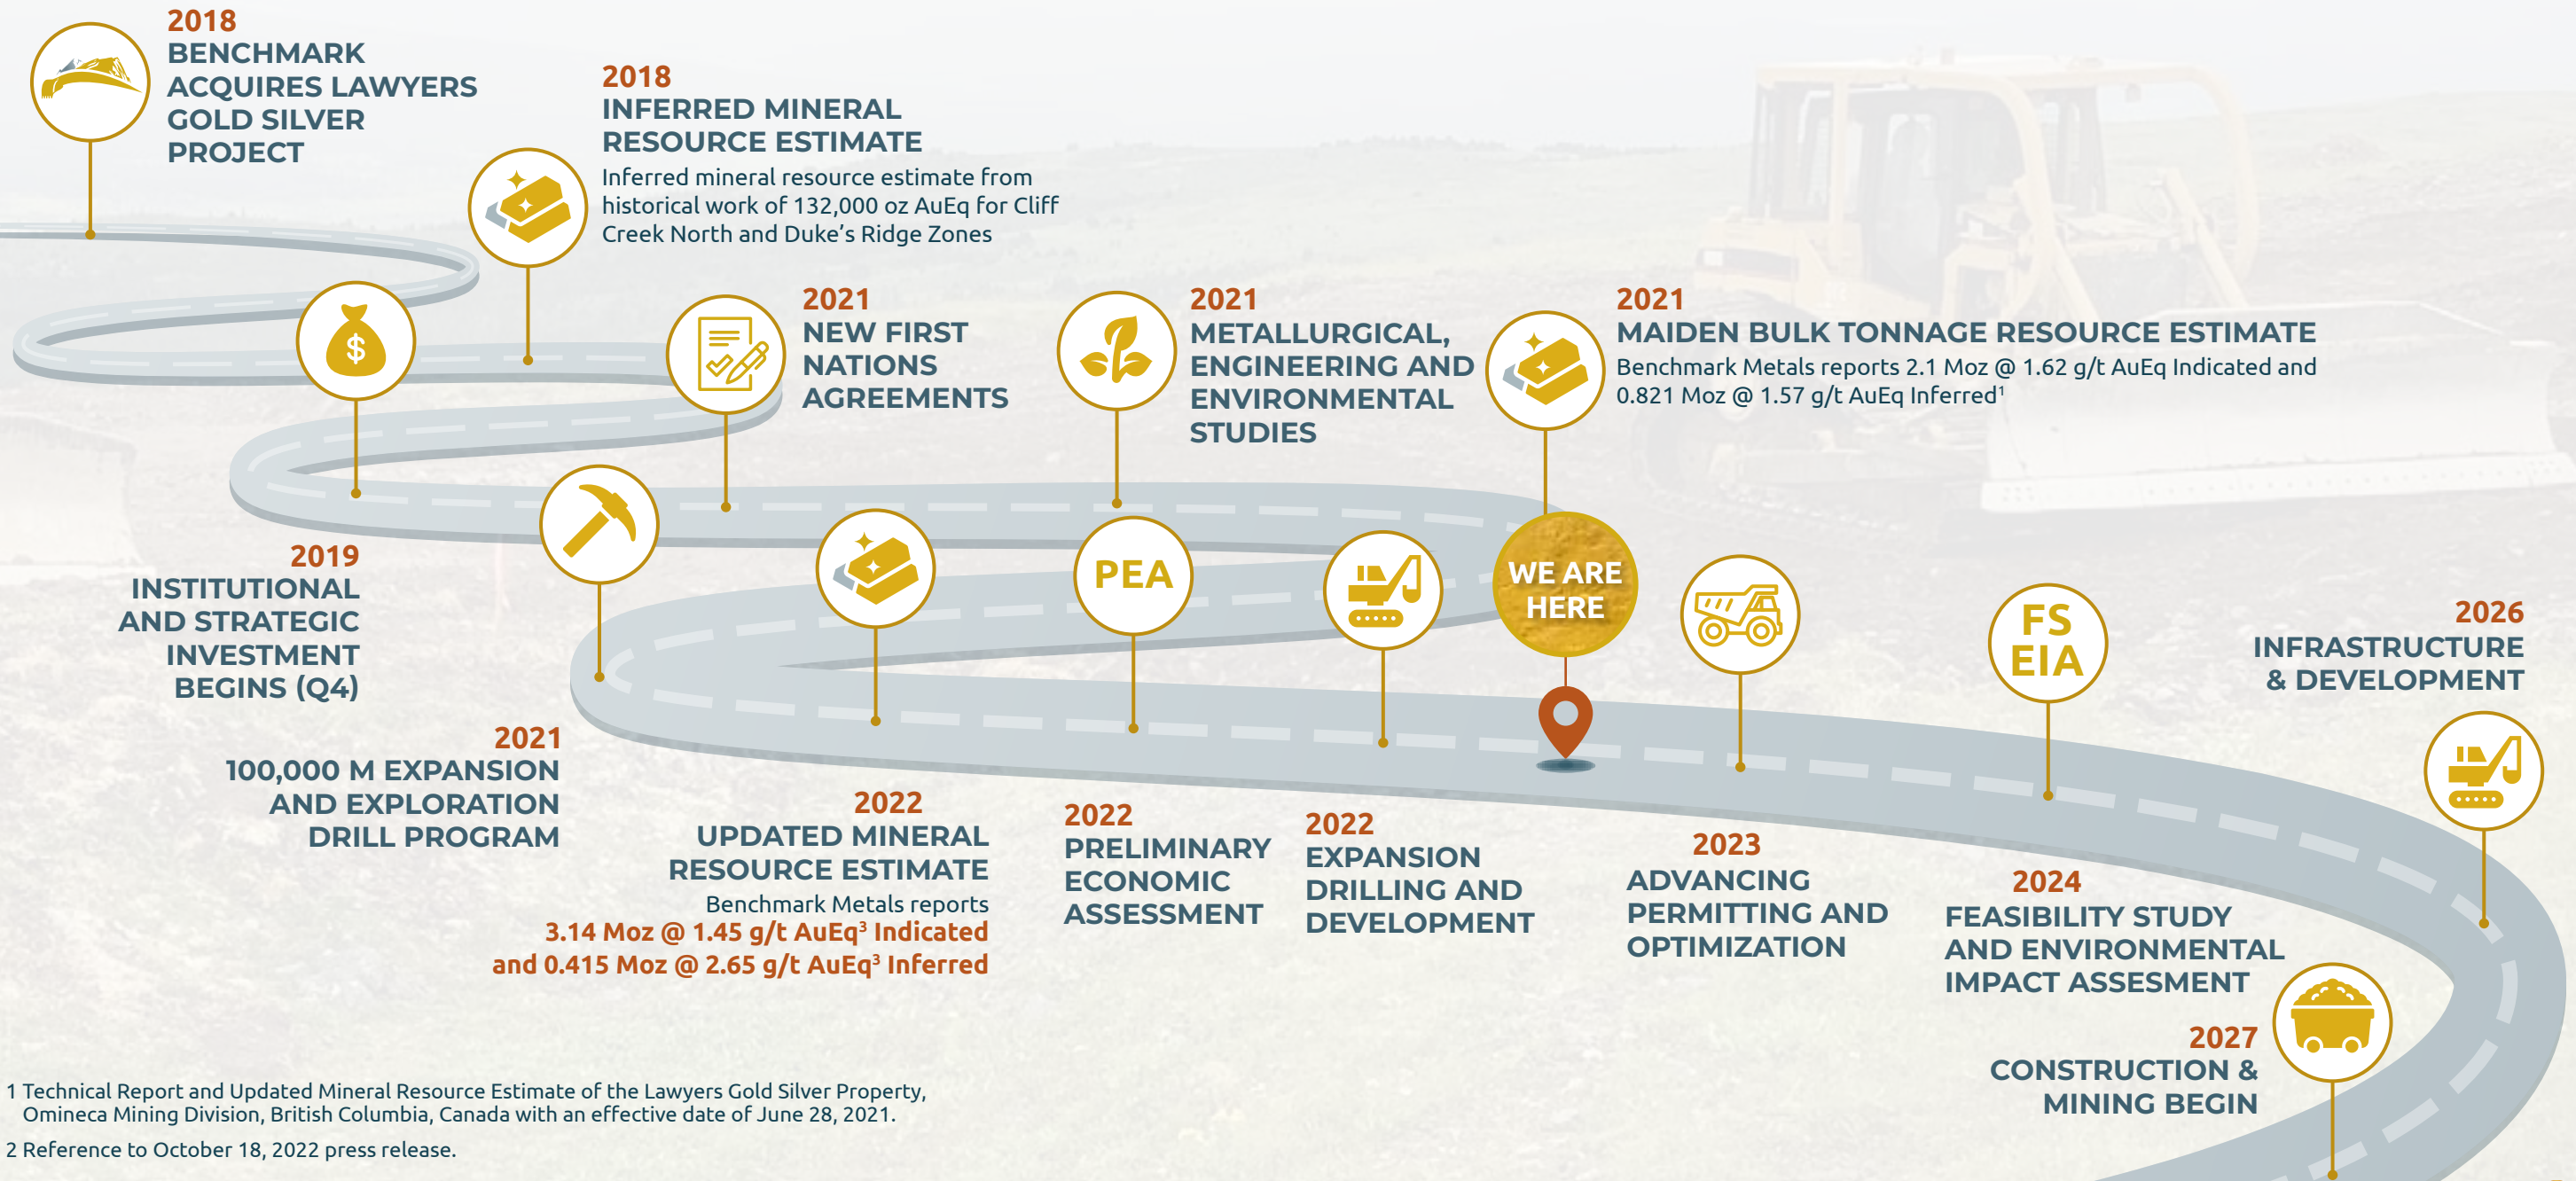 2018
BENCHMARK
ACQUIRES LAWYERS
GOLD SILVER
PROJECT
2018
INFERRED MINERAL
RESOURCE ESTIMATE
Inferred mineral resource estimate from
historical work of 132,000 oz AuEq for Cliff
Creek North and Duke's Ridge Zones
$
2019
INSTITUTIONAL
AND STRATEGIC
INVESTMENT
BEGINS (Q4)
2021
NEW FIRST
NATIONS
AGREEMENTS
2021
METALLURGICAL,
ENGINEERING AND
ENVIRONMENTAL
STUDIES
2021
MAIDEN BULK TONNAGE RESOURCE ESTIMATE
Benchmark Metals reports 2.1 Moz @ 1.62 g/t AuEq Indicated and
0.821 Moz @ 1.57 g/t AuEq Inferred¹
2021
100,000 M EXPANSION
AND EXPLORATION
DRILL PROGRAM
2022
UPDATED MINERAL
RESOURCE ESTIMATE
Benchmark Metals reports
3.14 Moz @ 1.45 g/t AuEq³ Indicated
and 0.415 Moz @ 2.65 g/t AuEq³ Inferred
PEA
2022
PRELIMINARY
ECONOMIC
ASSESSMENT
2022
EXPANSION
DRILLING AND
DEVELOPMENT
WE ARE
HERE
2023
ADVANCING
PERMITTING AND
OPTIMIZATION
FS
EIA
2024
FEASIBILITY STUDY
AND ENVIRONMENTAL
IMPACT ASSESMENT
2026
INFRASTRUCTURE
& DEVELOPMENT
2027
CONSTRUCTION &
MINING BEGIN
1 Technical Report and Updated Mineral Resource Estimate of the Lawyers Gold Silver Property,
Omineca Mining Division, British Columbia, Canada with an effective date of June 28, 2021.
2 Reference to October 18, 2022 press release.